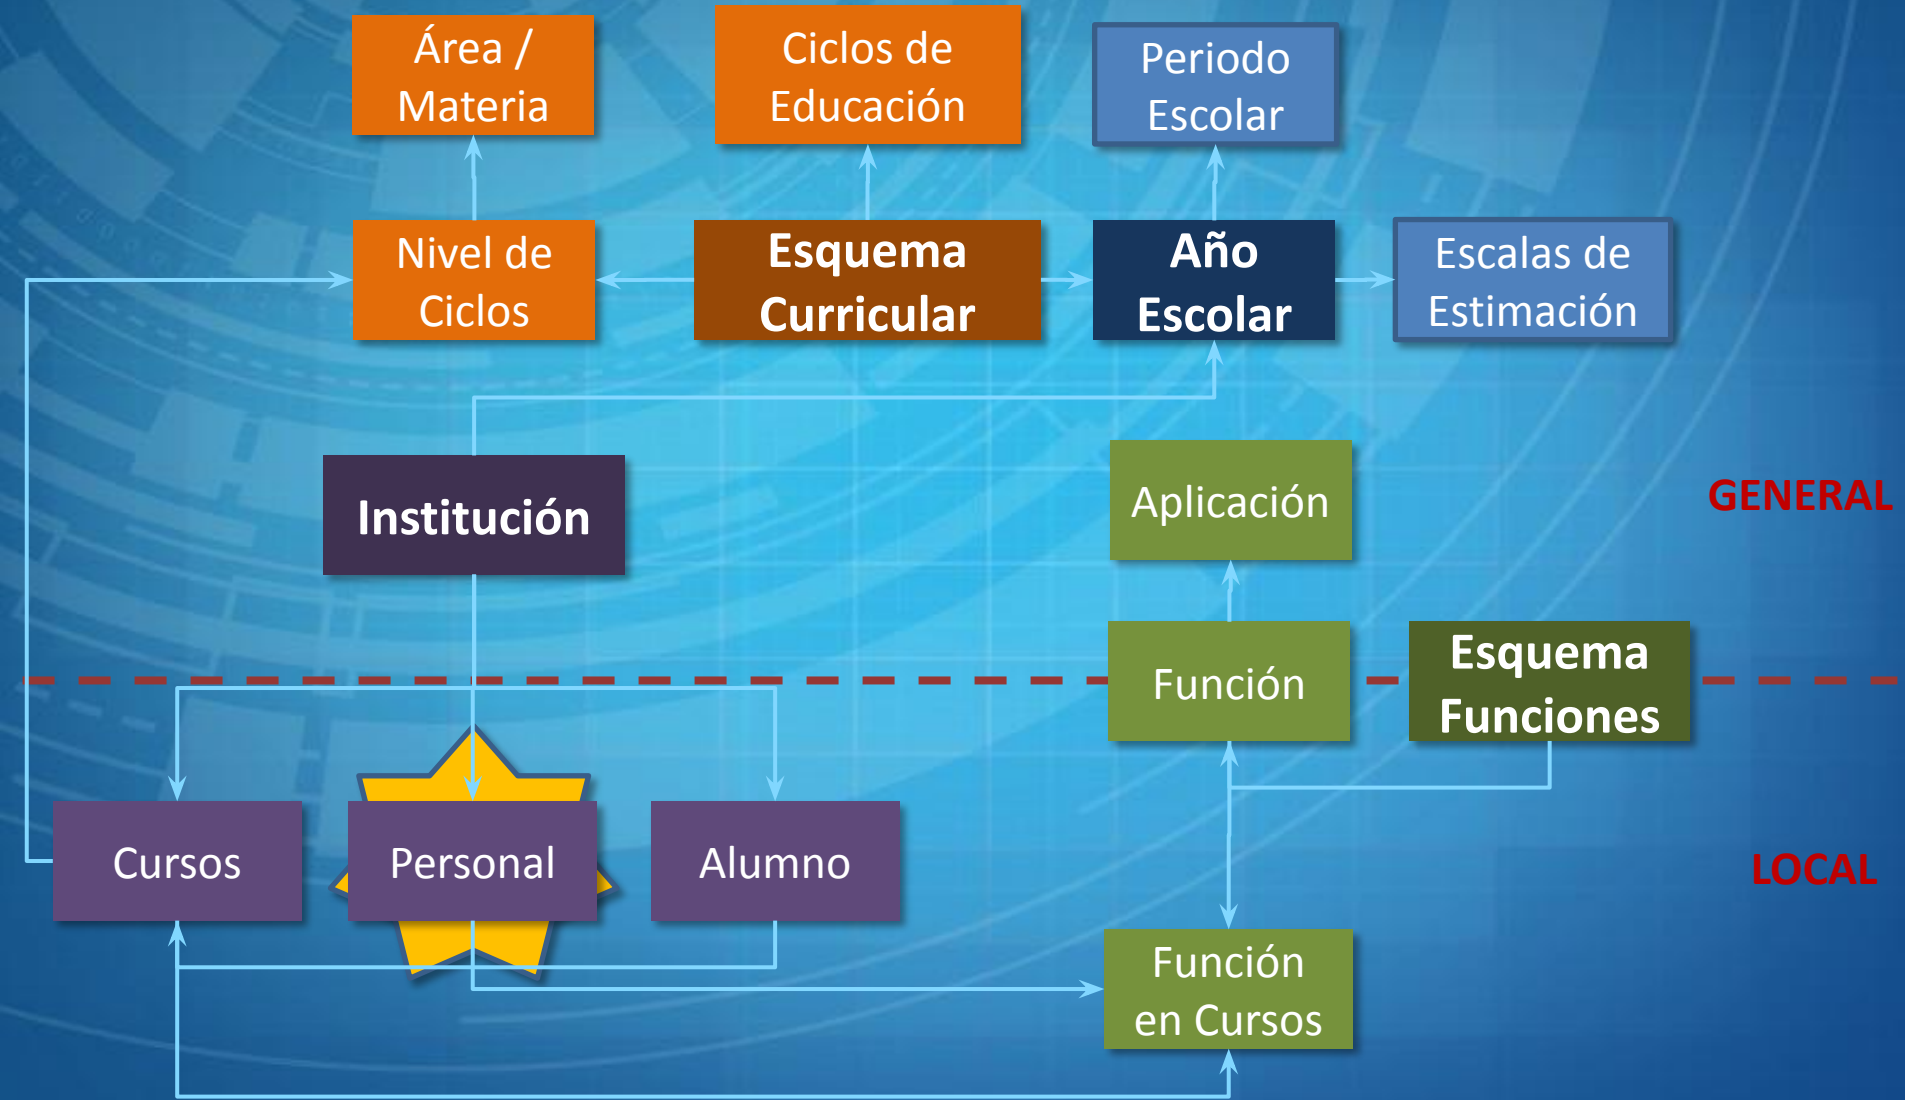 Área /
Materia
Ciclos de
Educación
Periodo
Escolar
Nivel de
Ciclos
Esquema
Curricular
Año
Escolar
Escalas de
Estimación
Institución
Aplicación
GENERAL
Función
Esquema
Funciones
Cursos
Personal
Alumno
LOCAL
Función
en Cursos